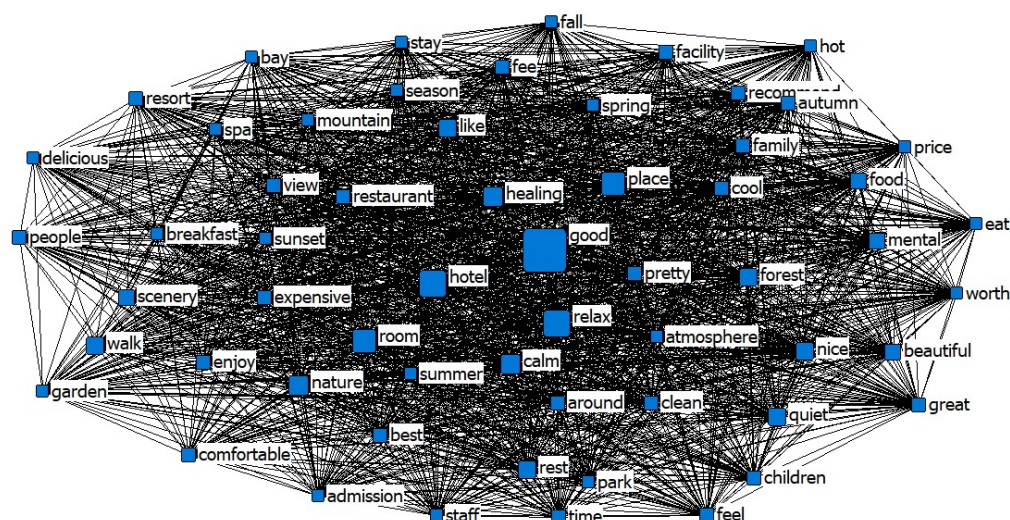 fall
stay
hot
facility
bay
fee
season
recommend
resort
spring
autumn
mountain
like
spa
family
price
delicious
place
food
view
healing
cool
restaurant
eat
breakfast
good
people
sunset
mental
pretty
hotel
forest
worth
scenery
expensive
relax
room
atmosphere
walk
nice
beautiful
enjoy
calm
summer
nature
garden
around
clean
great
quiet
best
comfortable
rest
children
park
admission
staff
time
feel